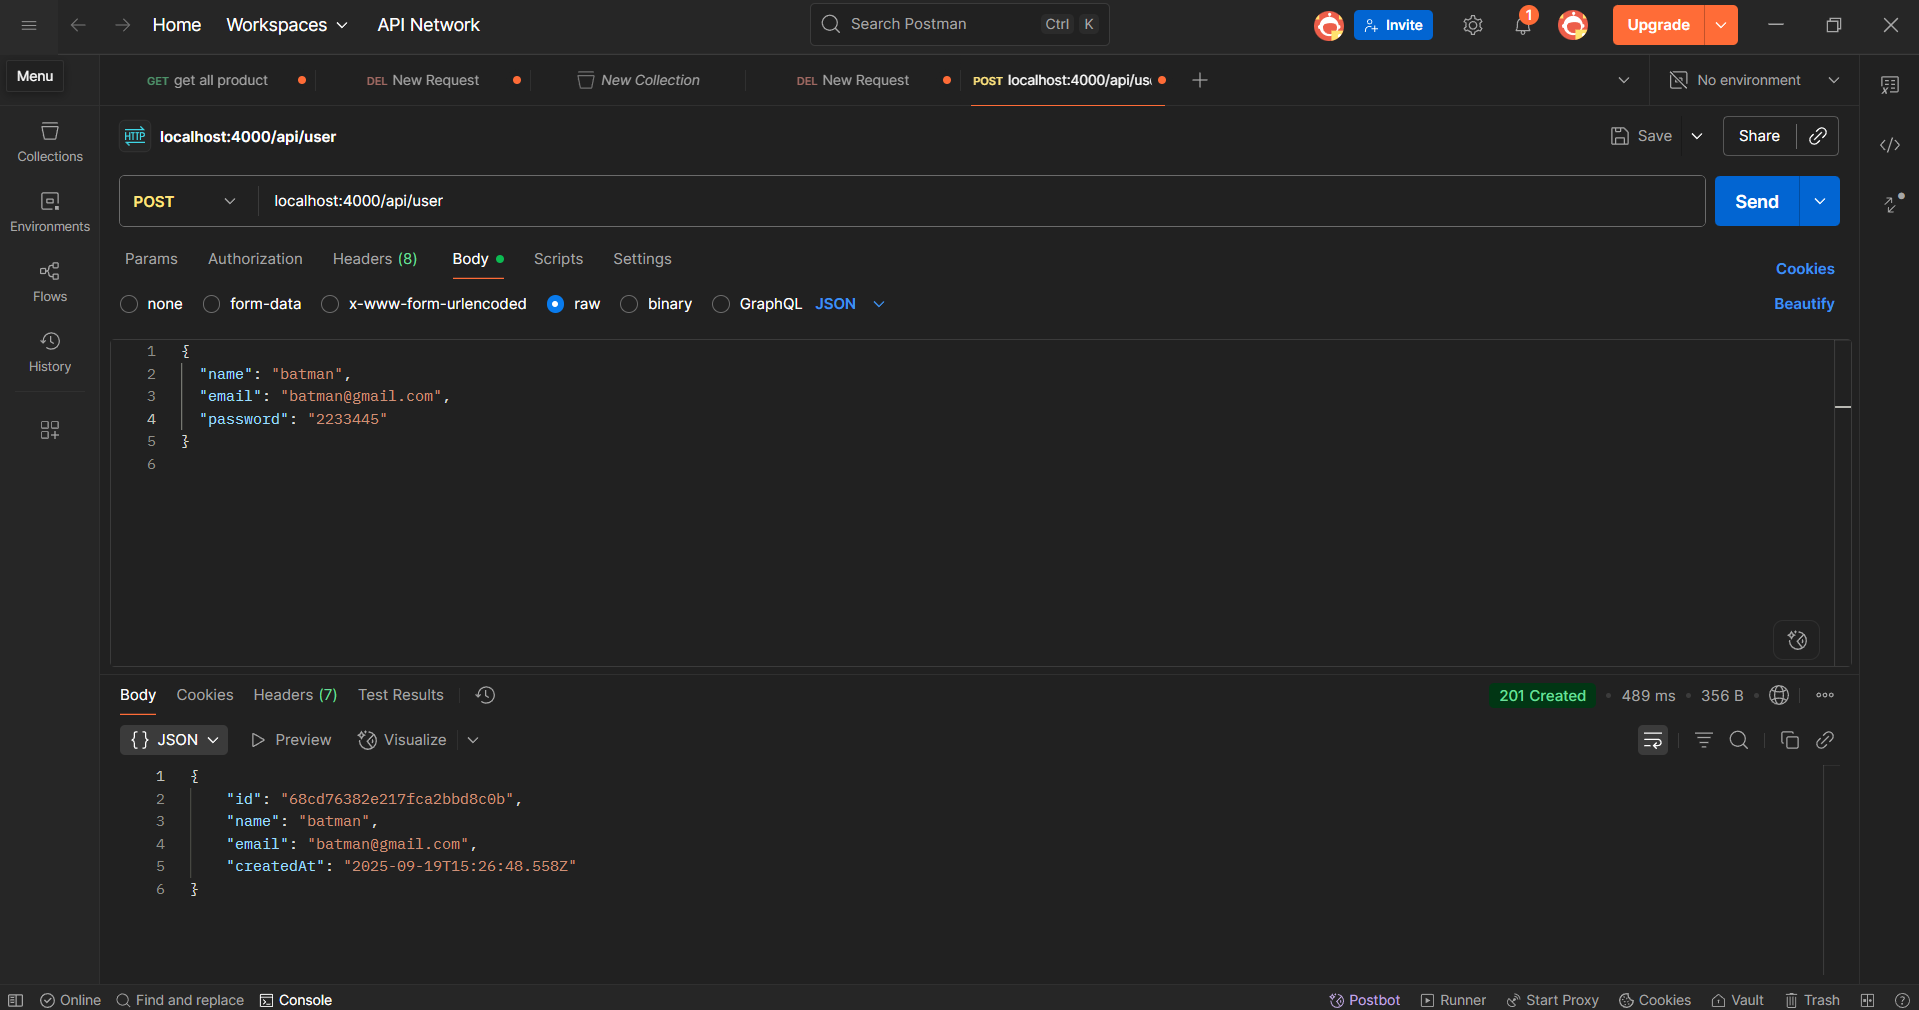 Home Workspaces API Network Search Postman Ctrl K Invite 1 Upgrade
Menu GET get all product DEL New Request New Collection DEL New Request POST localhost:4000/api/us No environment
HTTP localhost:4000/api/user Save Share
Collections
Environments
Flows
History
POST localhost:4000/api/user Send
Params Authorization Headers (8) Body Scripts Settings Cookies
none form-data x-www-form-urlencoded raw binary GraphQL JSON Beautify
1 {
2 "name": "batman",
3 "email": "batman@gmail.com",
4 "password": "2233445"
5 }
6
Body Cookies Headers (7) Test Results 201 Created • 489 ms • 356 B •
{} JSON Preview Visualize
1 {
2 "id": "68cd76382e217fca2bbd8c0b",
3 "name": "batman",
4 "email": "batman@gmail.com",
5 "createdAt": "2025-09-19T15:26:48.558Z"
6 }
Online Find and replace Console Postbot Runner Start Proxy Cookies Vault Trash